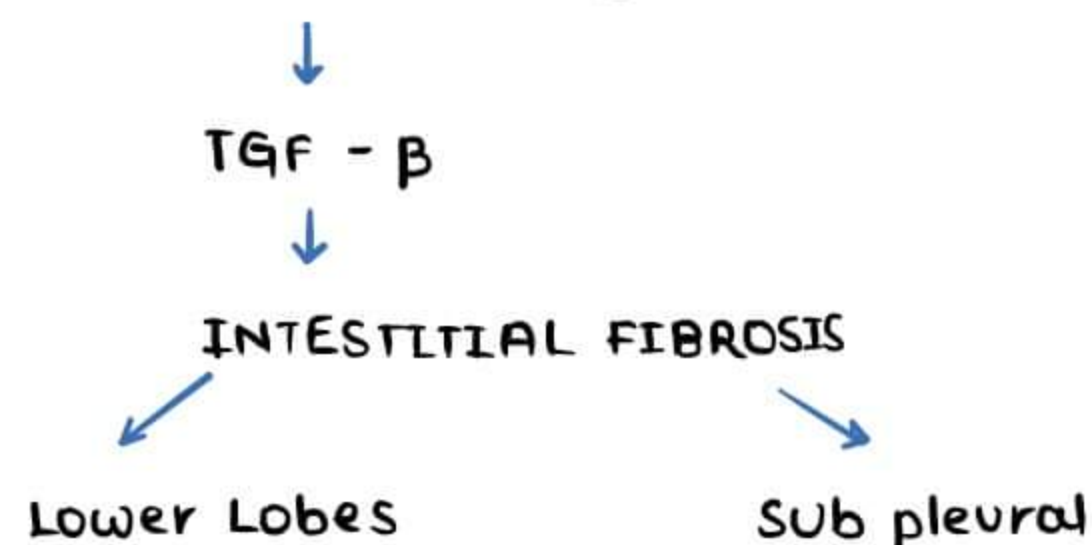 TGF - β
INTESTITIAL FIBROSIS
Lower Lobes
Sub pleural